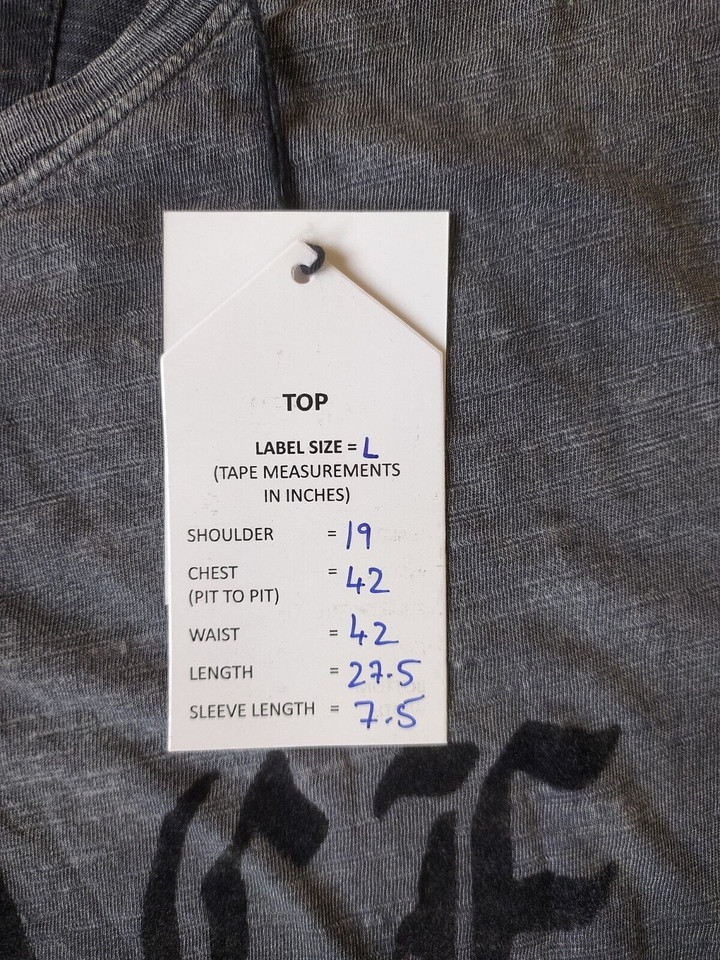 TOP
LABEL SIZE = L
(TAPE MEASUREMENTS
IN INCHES)
SHOULDER = 19
CHEST = 42
(PIT TO PIT)
WAIST = 42
LENGTH = 27.5
SLEEVE LENGTH = 7.5